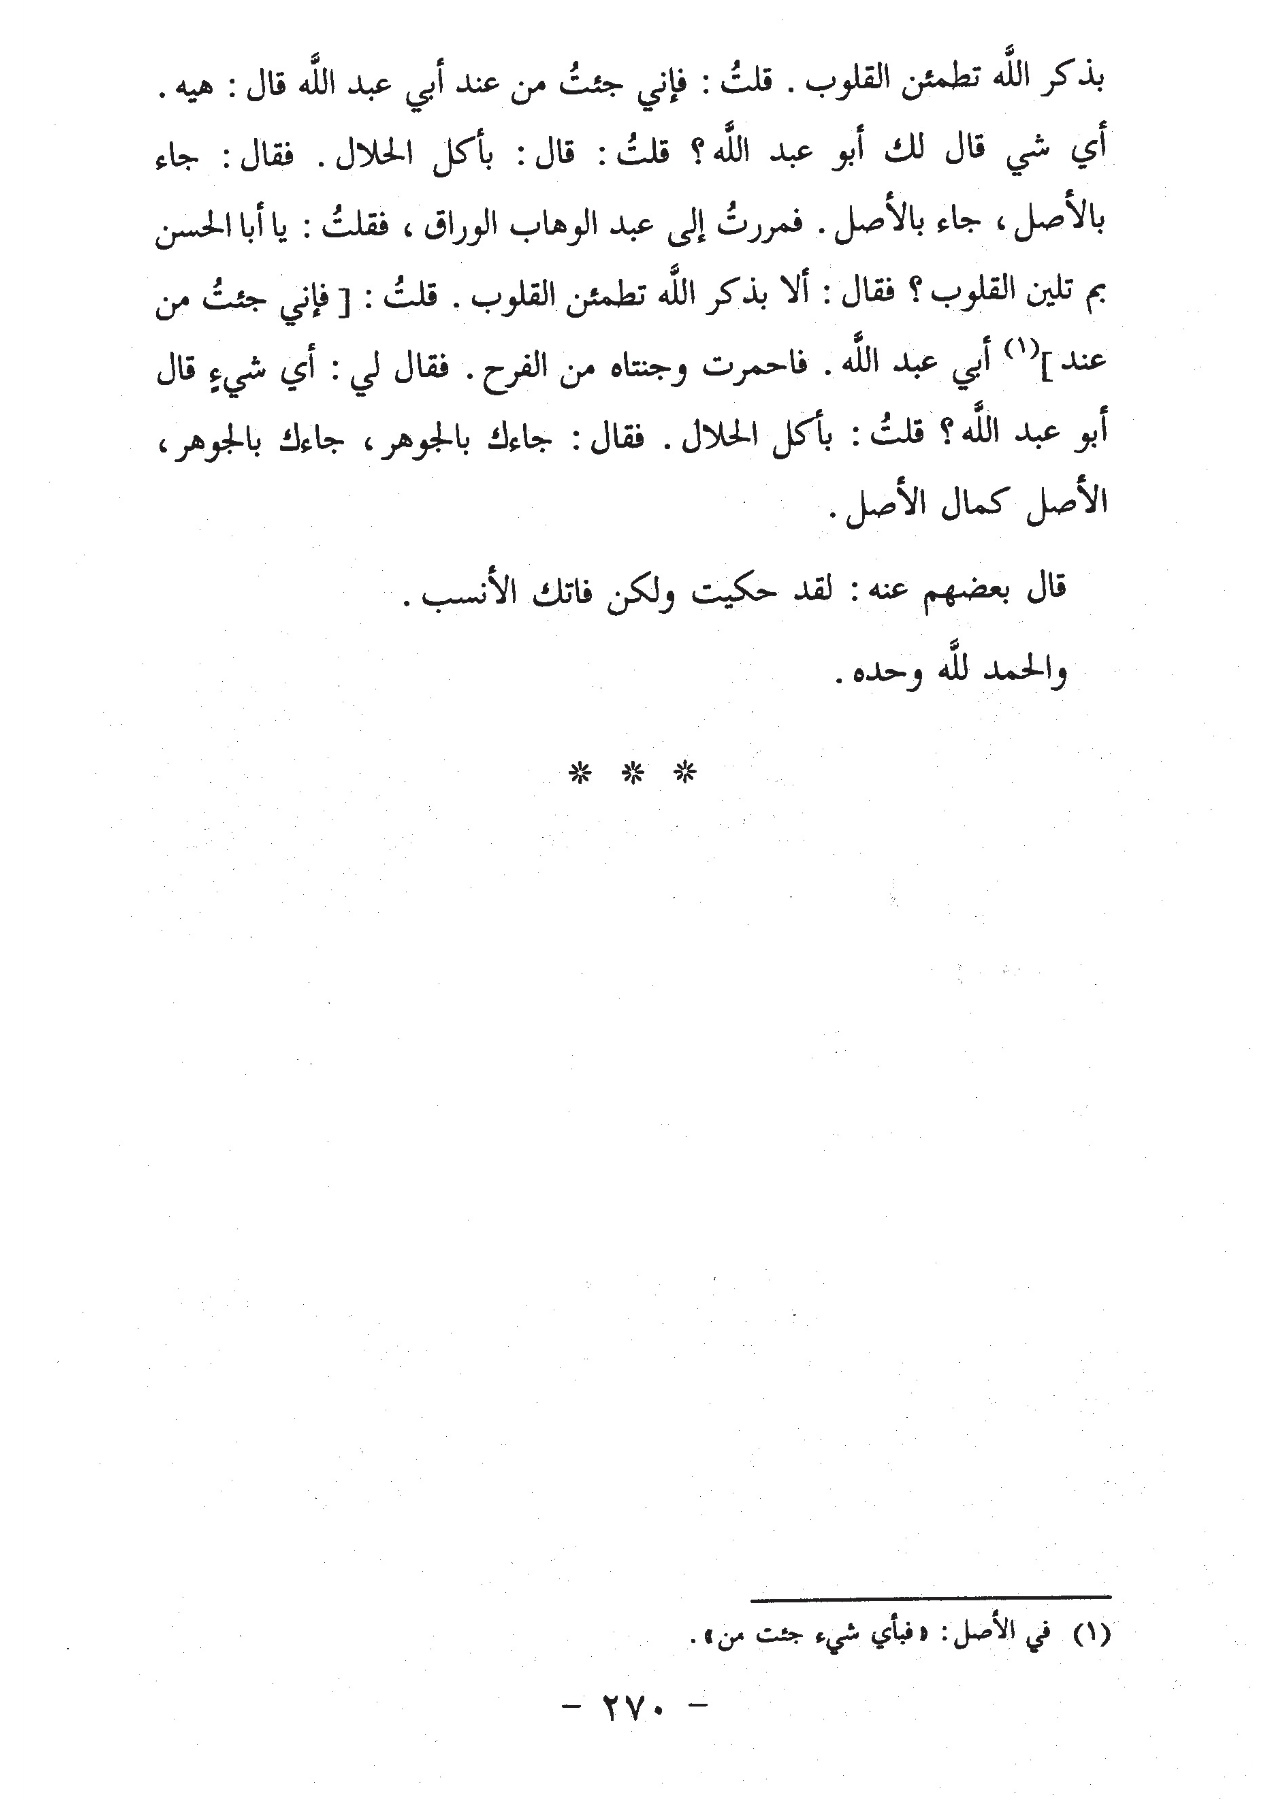 بذكر اللَّه تطمئن القلوب . قلتُ : فإني جئتُ من عند أبي عبد اللَّه قال : هيه .
أي شي قال لك أبو عبد اللَّه؟ قلتُ : قال : بأكل الحلال . فقال : جاء
بالأصل ، جاء بالأصل . فمررتُ إلى عبد الوهاب الوراق ، فقلتُ : يا أبا الحسن
بم تلين القلوب؟ فقال : ألا بذكر اللَّه تطمئن القلوب . قلتُ : [ فإني جئتُ من
عند ](١) أبي عبد اللَّه . فاحمرت وجنتاه من الفرح . فقال لي : أي شيءٍ قال
أبو عبد اللَّه؟ قلتُ : بأكل الحلال . فقال : جاءك بالجوهر ، جاءك بالجوهر ،
الأصل كمال الأصل .
قال بعضهم عنه : لقد حكيت ولكن فاتك الأنسب .
والحمد للَّه وحده .
* * *
(١) في الأصل : «فبأي شيء جئت من» .
- ٢٧٠ -